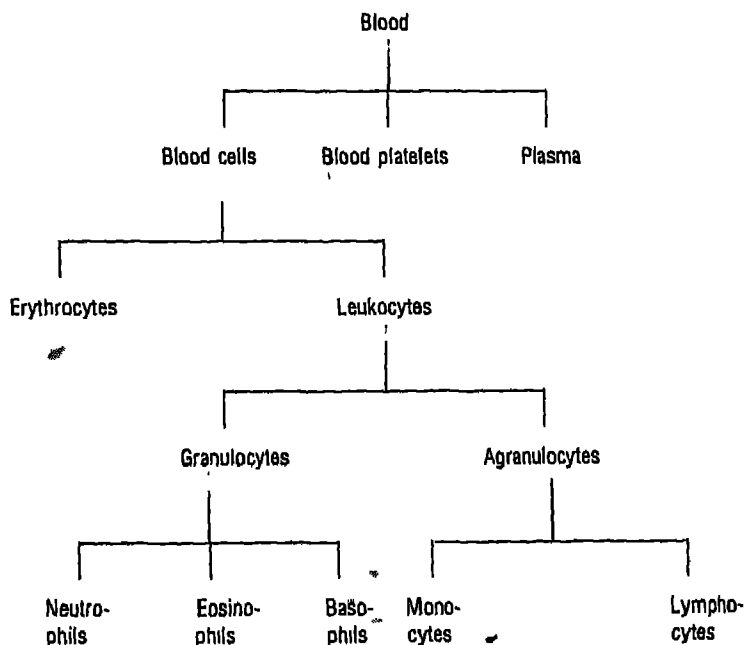 Blood
Blood cells Blood platelets Plasma
Erythrocytes Leukocytes
Granulocytes Agranulocytes
Neutro- Eosino- Baso- Mono- Lympho-
phils phils phils cytes cytes